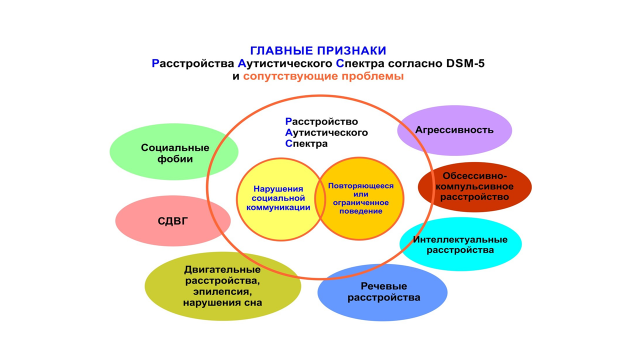 ГЛАВНЫЕ ПРИЗНАКИ
Расстройства Аутистического Спектра согласно DSM-5
и сопутствующие проблемы
Расстройство
Аутистического
Спектра
Нарушения
социальной
коммуникации
Повторяющееся
или
ограниченное
поведение
Социальные
фобии
СДВГ
Двигательные
расстройства,
эпилепсия,
нарушения сна
Речевые
расстройства
Агрессивность
Обсессивно-
компульсивное
расстройство
Интеллектуальные
расстройства